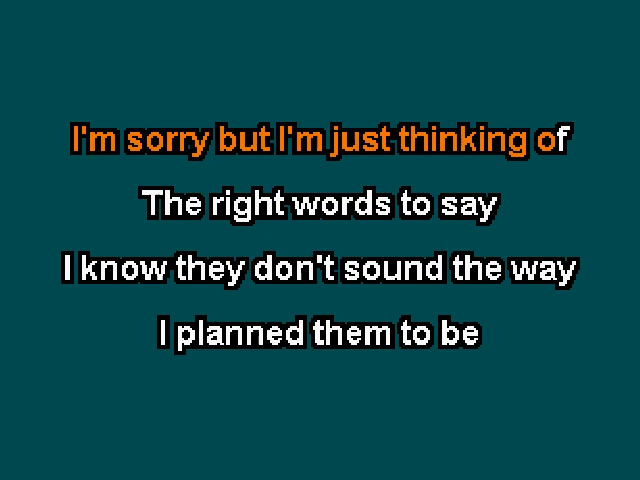 I'm sorry but I'm just thinking of
The right words to say
I know they don't sound the way
I planned them to be